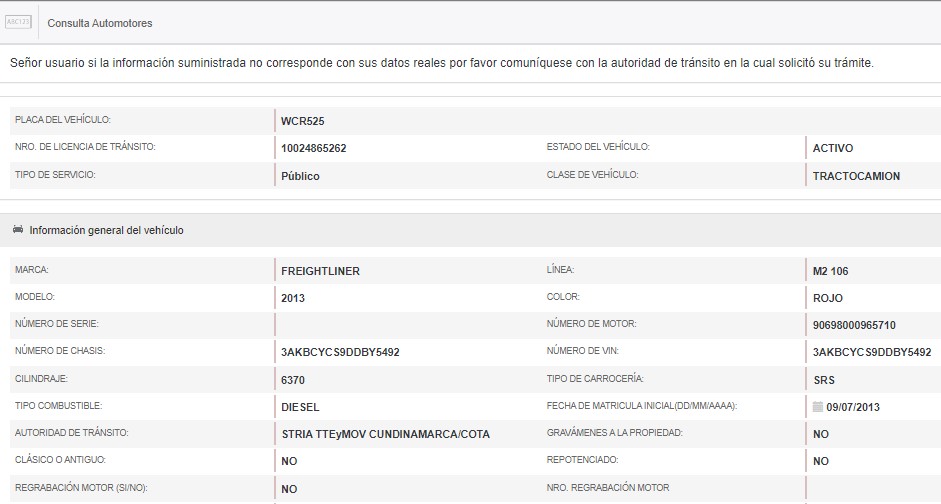 ABC123 Consulta Automotores
Señor usuario si la información suministrada no corresponde con sus datos reales por favor comuníquese con la autoridad de tránsito en la cual solicitó su trámite.
PLACA DEL VEHÍCULO: WCR525
NRO. DE LICENCIA DE TRÁNSITO: 10024865262 ESTADO DEL VEHÍCULO: ACTIVO
TIPO DE SERVICIO: Público CLASE DE VEHÍCULO: TRACTOCAMION
Información general del vehículo
MARCA: FREIGHTLINER LÍNEA: M2 106
MODELO: 2013 COLOR: ROJO
NÚMERO DE SERIE: NÚMERO DE MOTOR: 90698000965710
NÚMERO DE CHASIS: 3AKBCYCS9DDBY5492 NÚMERO DE VIN: 3AKBCYCS9DDBY5492
CILINDRAJE: 6370 TIPO DE CARROCERÍA: SRS
TIPO COMBUSTIBLE: DIESEL FECHA DE MATRICULA INICIAL(DD/MM/AAAA): 09/07/2013
AUTORIDAD DE TRÁNSITO: STRIA TTEyMOV CUNDINAMARCA/COTA GRAVÁMENES A LA PROPIEDAD: NO
CLÁSICO O ANTIGUO: NO REPOTENCIADO: NO
REGRABACIÓN MOTOR (SI/NO): NO NRO. REGRABACIÓN MOTOR